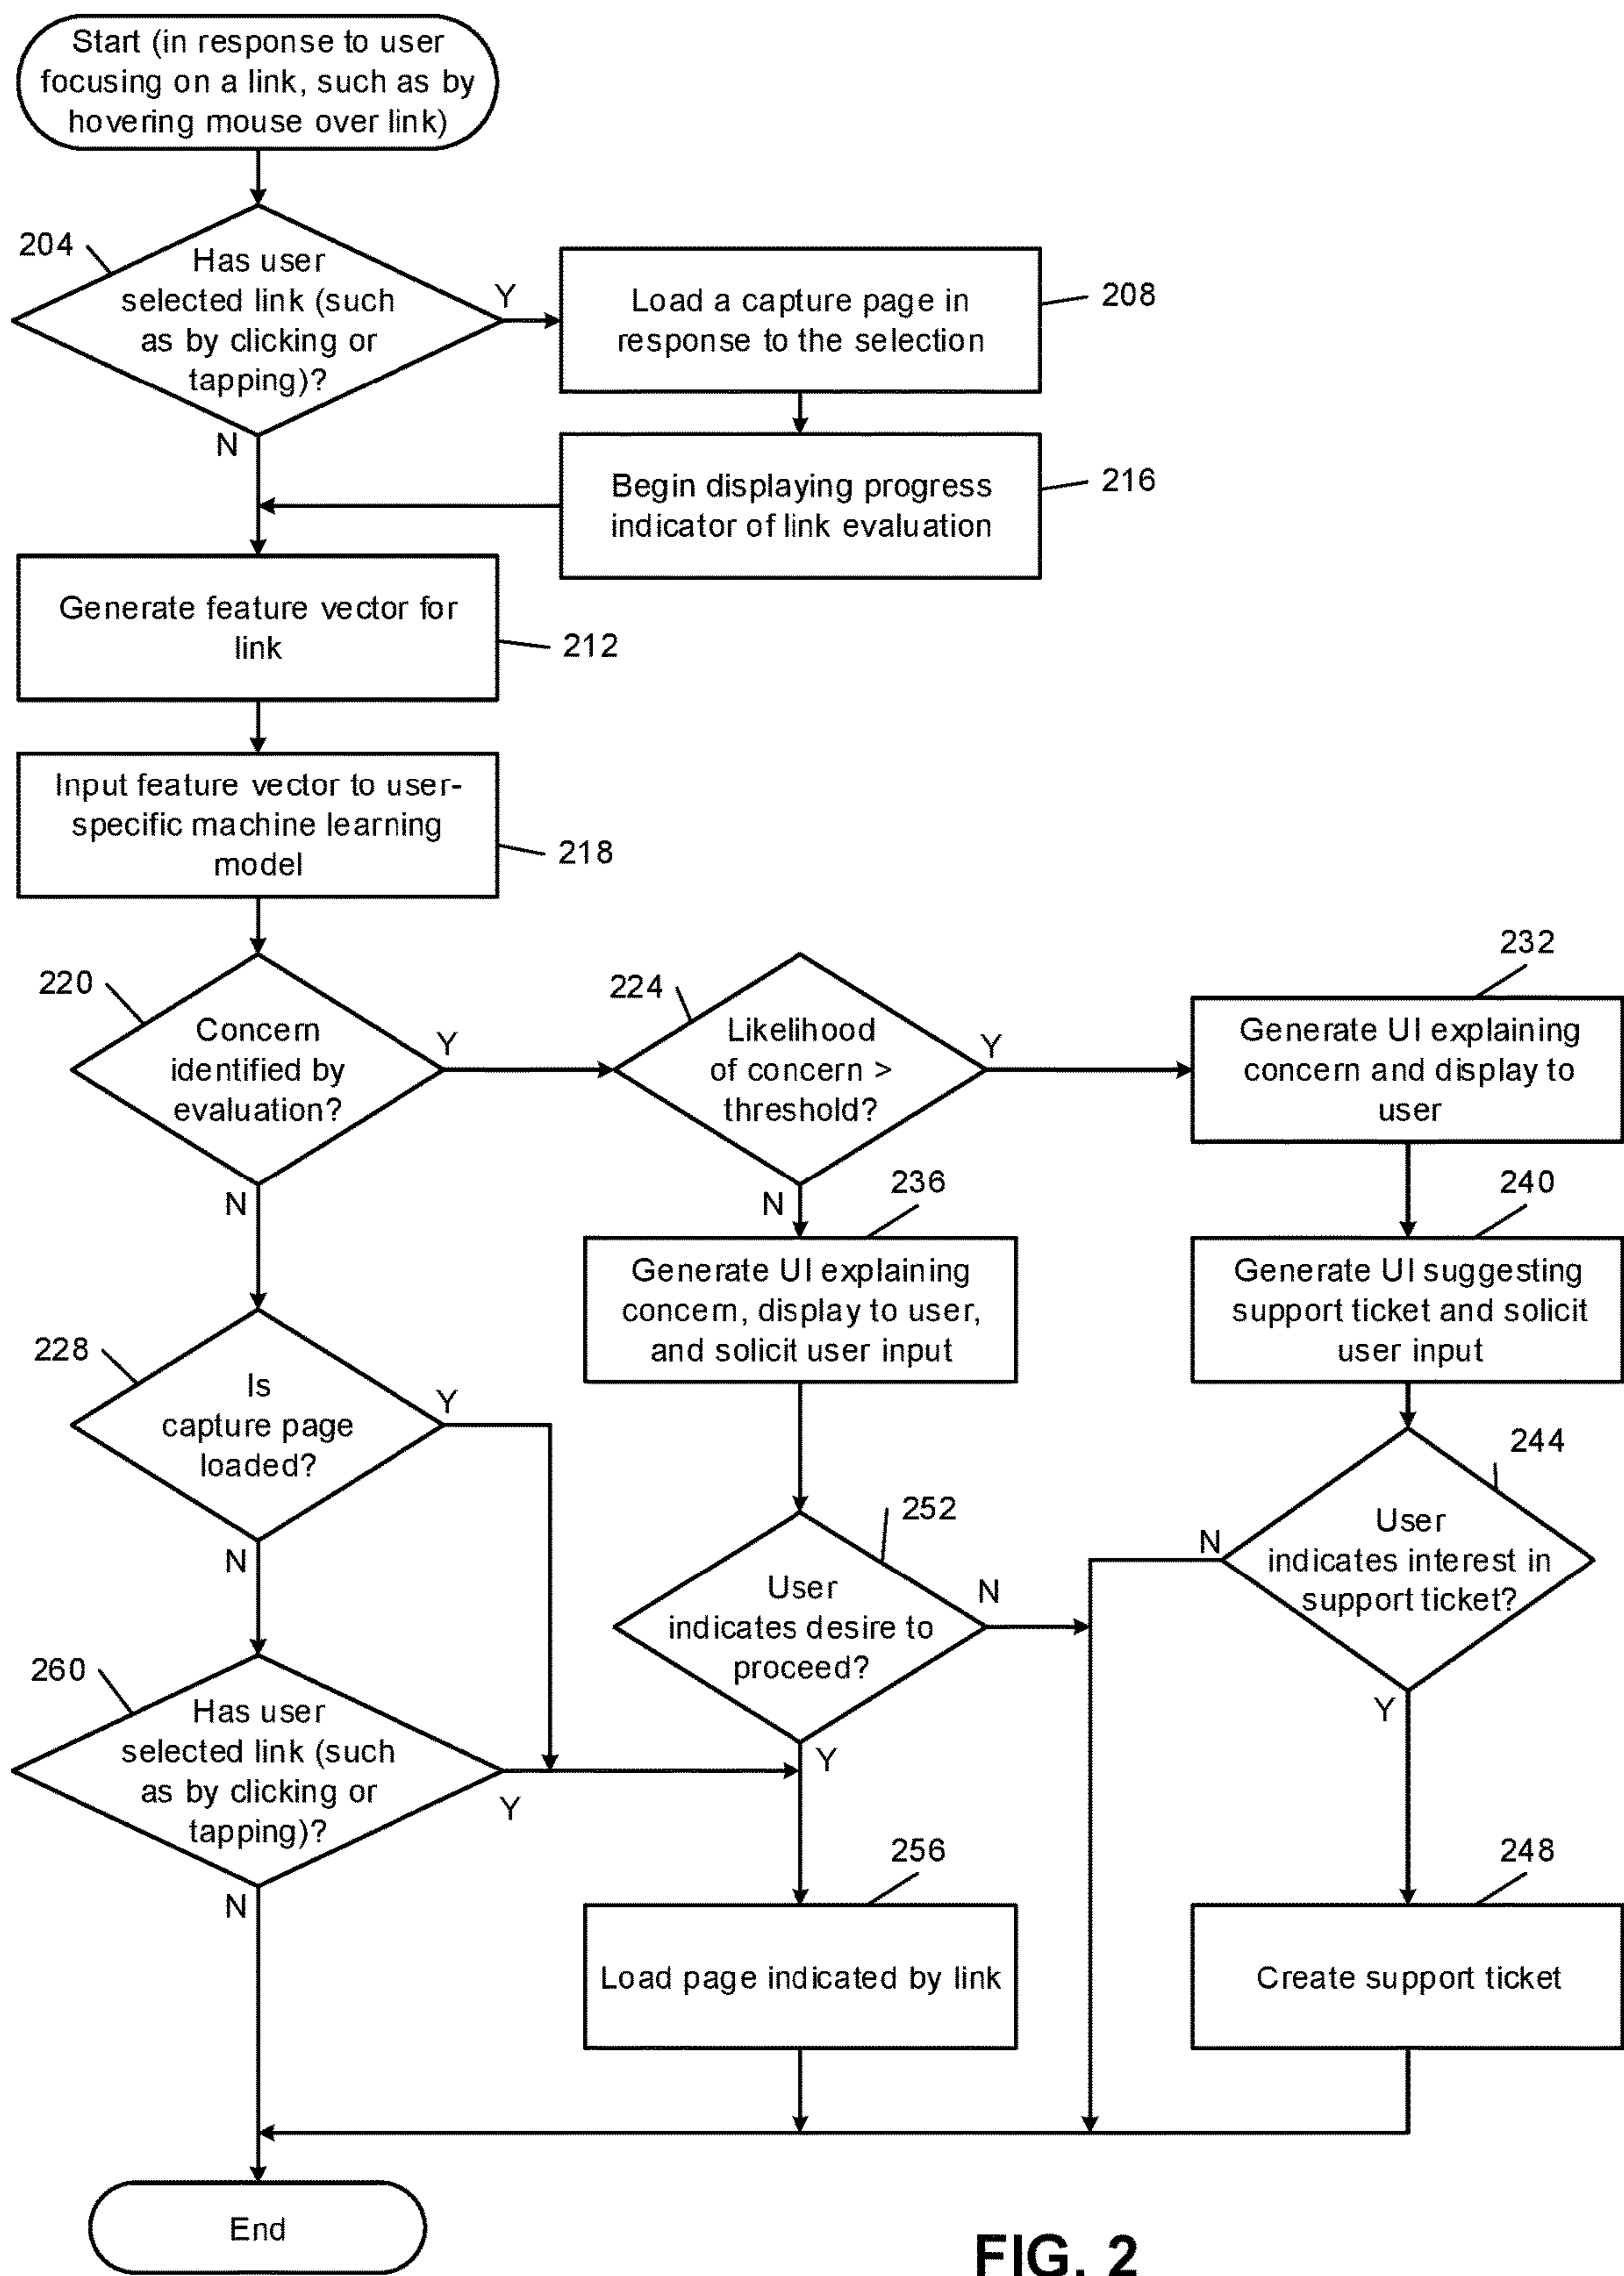 Start (in response to user
focusing on a link, such as by
hovering mouse over link)
204
Has user
selected link (such
as by clicking or
tapping)?
Y
N
Load a capture page in
response to the selection
208
Begin displaying progress
indicator of link evaluation
216
Generate feature vector for
link
212
Input feature vector to user-
specific machine learning
model
218
220
Concern
identified by
evaluation?
Y
N
224
Likelihood
of concern >
threshold?
Y
N
232
Generate UI explaining
concern and display to
user
236
Generate UI explaining
concern, display to user,
and solicit user input
240
Generate UI suggesting
support ticket and solicit
user input
228
Is
capture page
loaded?
Y
N
244
User
indicates interest in
support ticket?
N
Y
252
User
indicates desire to
proceed?
N
Y
260
Has user
selected link (such
as by clicking or
tapping)?
Y
N
256
Load page indicated by link
248
Create support ticket
End
FIG. 2